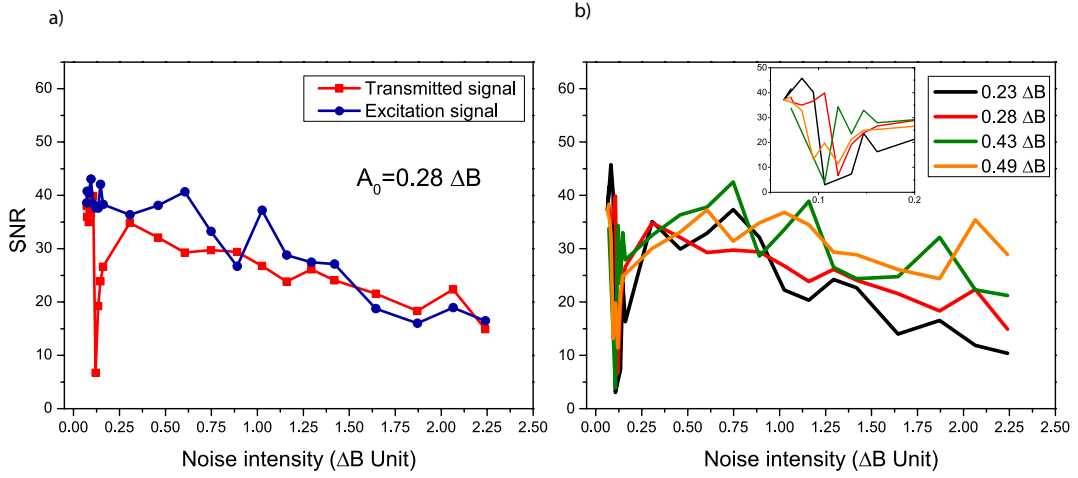 a)
65
60
50
40
30
20
10
0
SNR
Transmitted signal
Excitation signal
A0=0.28 ΔB
0.00 0.25 0.50 0.75 1.00 1.25 1.50 1.75 2.00 2.25 2.50
Noise intensity (ΔB Unit)
b)
60
50
40
30
20
10
0
50
40
30
20
10
0
0.1 0.2
0.23 ΔB
0.28 ΔB
0.43 ΔB
0.49 ΔB
0.00 0.25 0.50 0.75 1.00 1.25 1.50 1.75 2.00 2.25 2.50
Noise intensity (ΔB Unit)